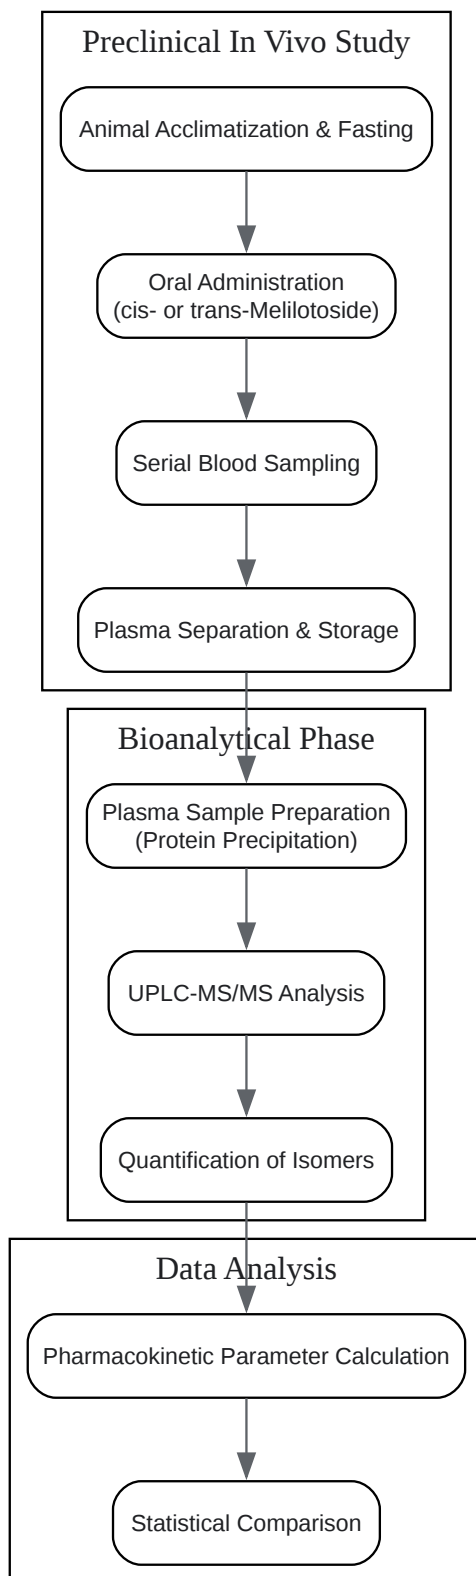 Preclinical In Vivo Study
Animal Acclimatization & Fasting
Oral Administration
(cis- or trans-Melilotoside)
Serial Blood Sampling
Plasma Separation & Storage
Bioanalytical Phase
Plasma Sample Preparation
(Protein Precipitation)
UPLC-MS/MS Analysis
Quantification of Isomers
Data Analysis
Pharmacokinetic Parameter Calculation
Statistical Comparison